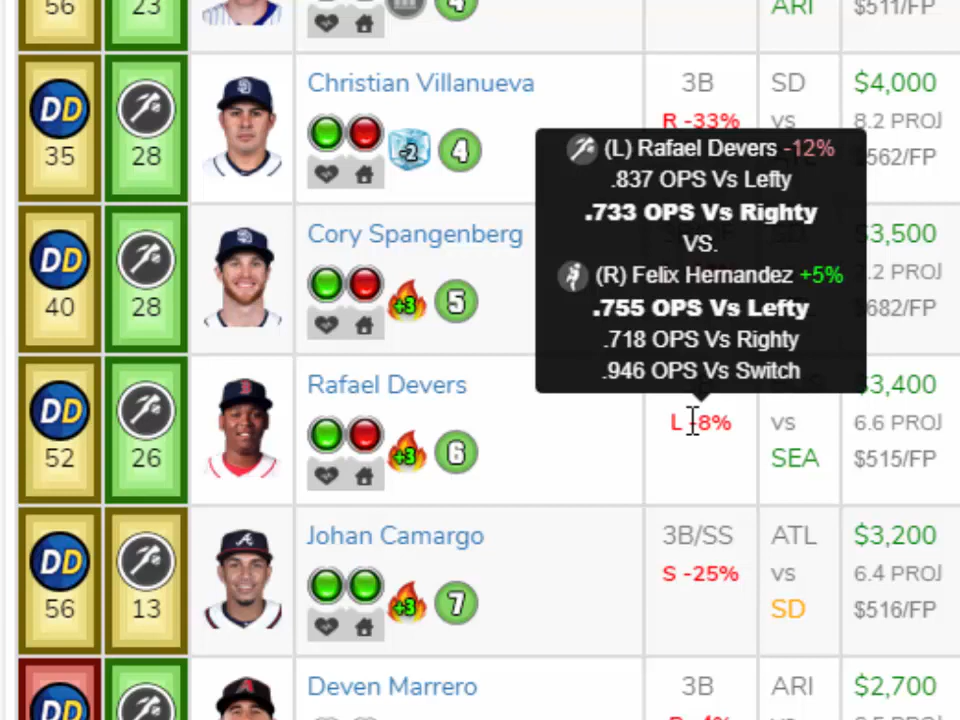 56
23
4
ARI
$511/FP
Christian Villanueva
3B
SD
$4,000
DD
35
28
-2
4
R -33%
vs
8.2 PROJ
$562/FP
(L) Rafael Devers -12%
.837 OPS Vs Lefty
.733 OPS Vs Righty
VS.
(R) Felix Hernandez +5%
.755 OPS Vs Lefty
.718 OPS Vs Righty
.946 OPS Vs Switch
Cory Spangenberg
$3,500
DD
40
28
+3
5
.2 PROJ
$682/FP
Rafael Devers
$3,400
DD
52
26
+3
6
L -8%
vs
6.6 PROJ
SEA
$515/FP
Johan Camargo
3B/SS
ATL
$3,200
DD
56
13
+3
7
S -25%
vs
6.4 PROJ
SD
$516/FP
Deven Marrero
3B
ARI
$2,700
DD